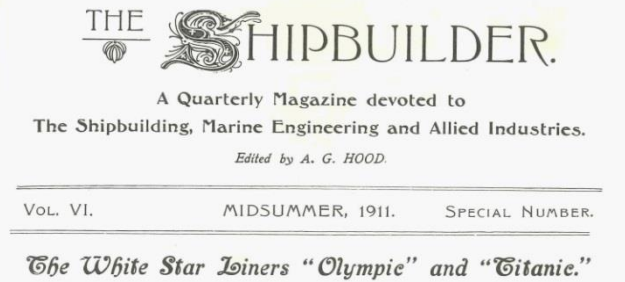 THE SHIPBUILDER.
A Quarterly Magazine devoted to
The Shipbuilding, Marine Engineering and Allied Industries.
Edited by A. G. HOOD.
VOL. VI. MIDSUMMER, 1911. SPECIAL NUMBER.
The White Star Liners "Olympic" and "Titanic."